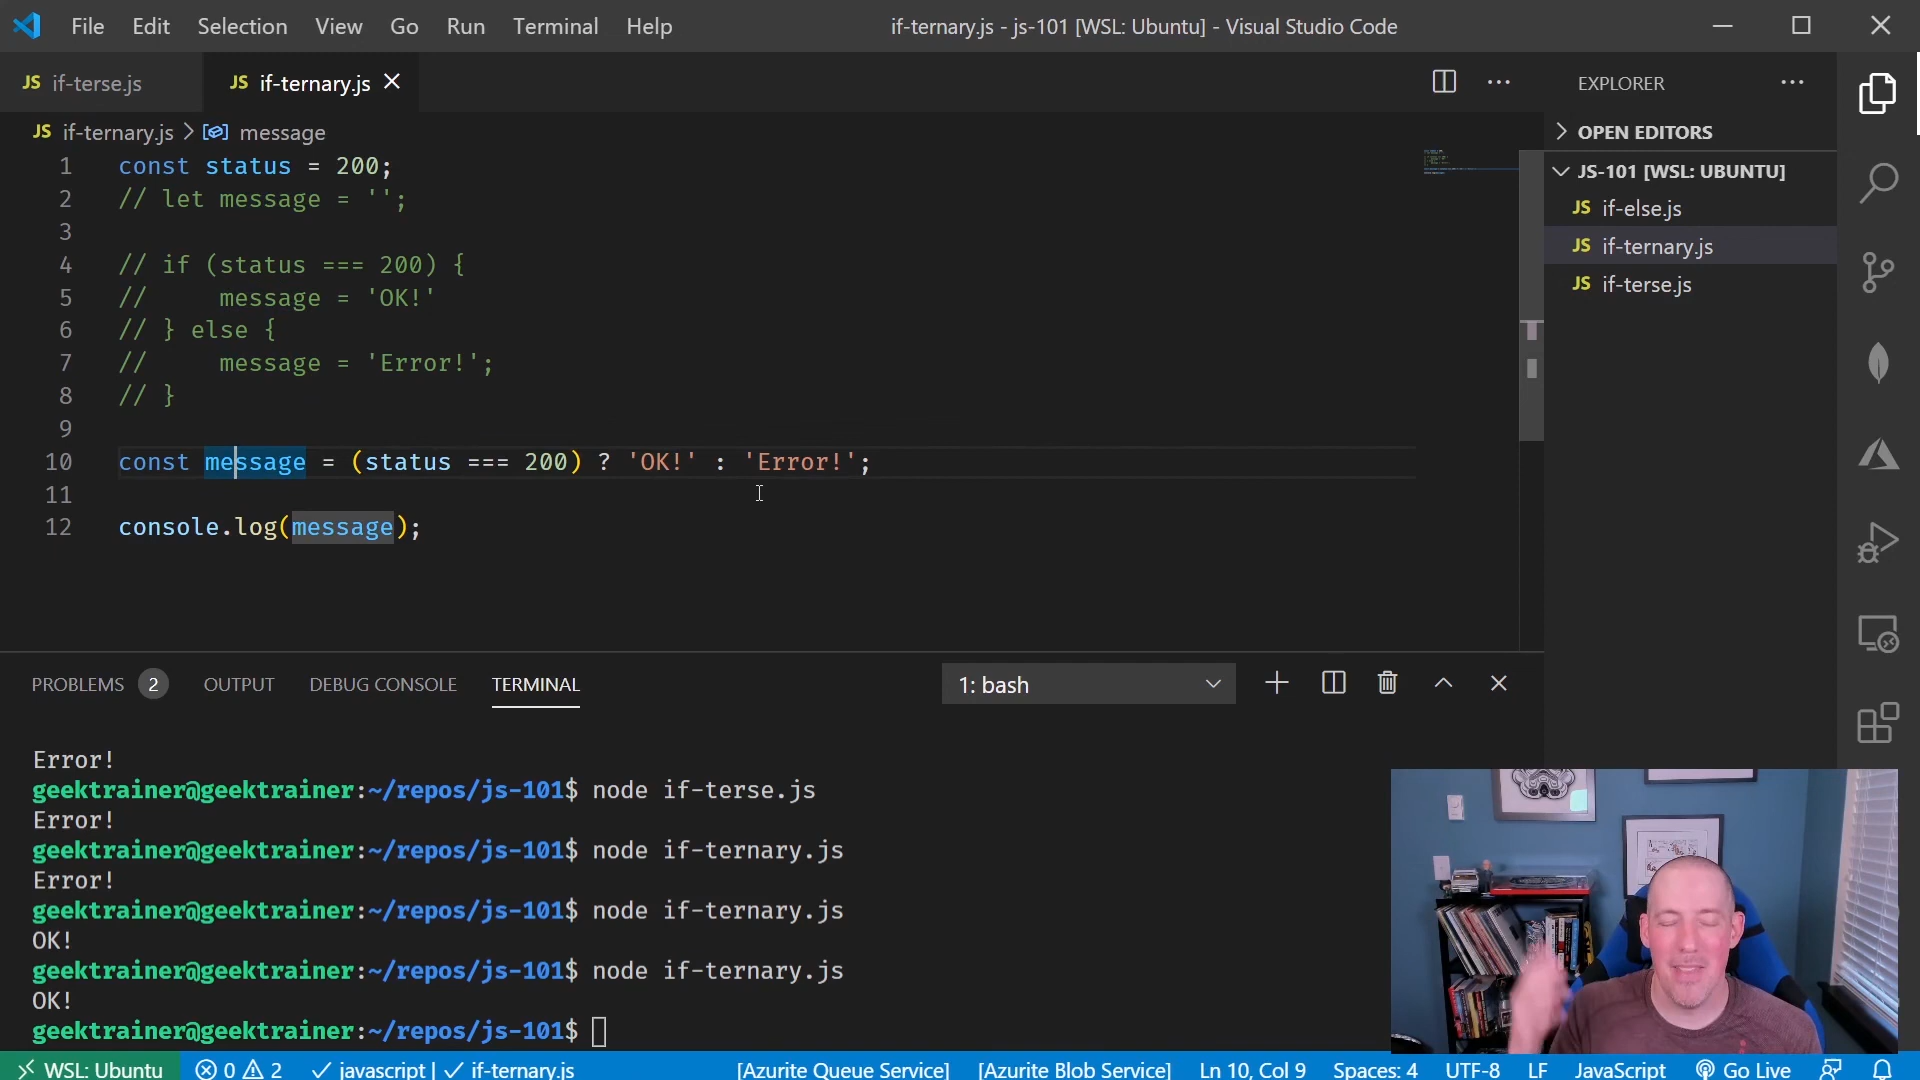 File Edit Selection View Go Run Terminal Help
if-ternary.js - js-101 [WSL: Ubuntu] - Visual Studio Code
JS if-terse.js
JS if-ternary.js
JS if-ternary.js > message
1 const status = 200;
2 // let message = '';
3
4 // if (status === 200) {
5 //     message = 'OK!'
6 // } else {
7 //     message = 'Error!';
8 // }
9
10 const message = (status === 200) ? 'OK!' : 'Error!';
11
12 console.log(message);
EXPLORER
OPEN EDITORS
JS-101 [WSL: UBUNTU]
JS if-else.js
JS if-ternary.js
JS if-terse.js
PROBLEMS 2 OUTPUT DEBUG CONSOLE TERMINAL
1: bash
Error!
geektrainer@geektrainer:~/repos/js-101$ node if-terse.js
Error!
geektrainer@geektrainer:~/repos/js-101$ node if-ternary.js
Error!
geektrainer@geektrainer:~/repos/js-101$ node if-ternary.js
OK!
geektrainer@geektrainer:~/repos/js-101$ node if-ternary.js
OK!
geektrainer@geektrainer:~/repos/js-101$
WSL: Ubuntu 0 2 javascript | if-ternary.js [Azurite Queue Service] [Azurite Blob Service] Ln 10, Col 9 Spaces: 4 UTF-8 LF JavaScript Go Live